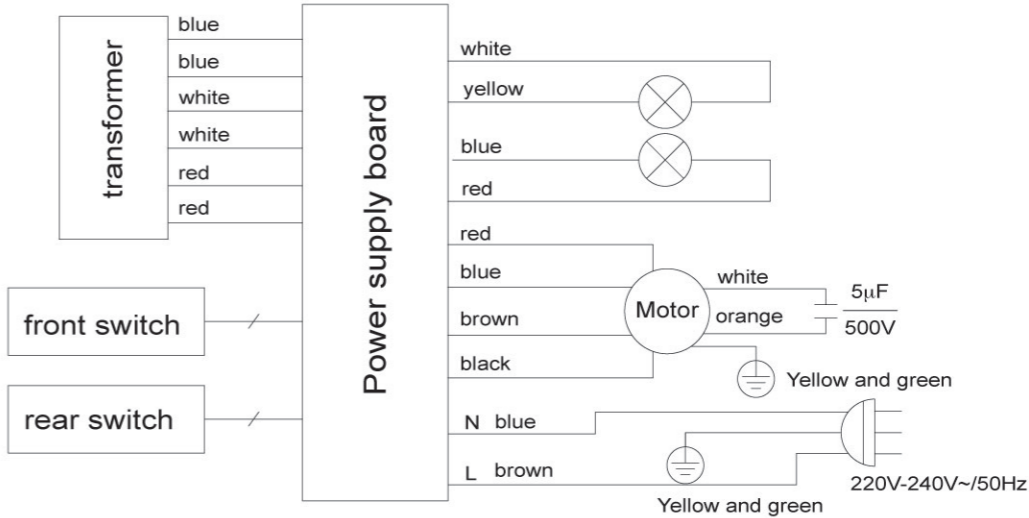 transformer
blue
blue
white
white
red
red
front switch
rear switch
Power supply board
white
yellow
blue
red
red
blue
brown
black
Motor
white
orange
5μF
500V
Yellow and green
N blue
L brown
Yellow and green
220V-240V~/50Hz